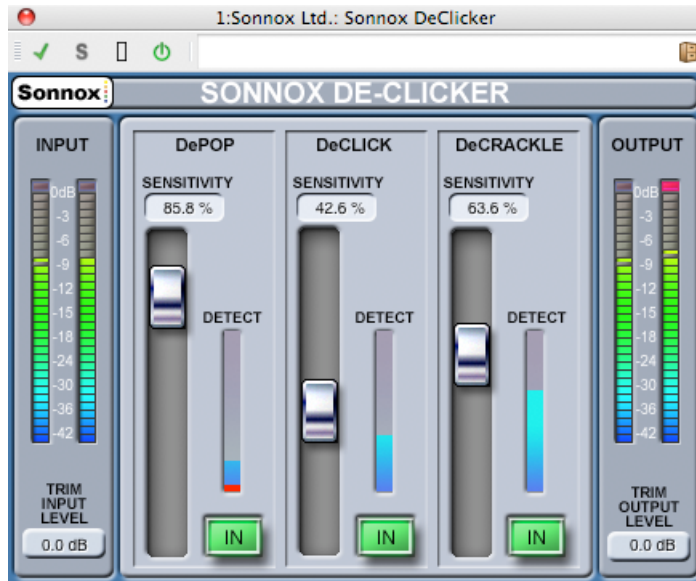 1:Sonnox Ltd.: Sonnox DeClicker
S
Sonnox
SONNOX DE-CLICKER
INPUT
0dB
-3
-6
-9
-12
-15
-18
-24
-30
-36
-42
TRIM
INPUT
LEVEL
0.0 dB
DePOP
SENSITIVITY
85.8 %
DETECT
IN
DeCLICK
SENSITIVITY
42.6 %
DETECT
IN
DeCRACKLE
SENSITIVITY
63.6 %
DETECT
IN
OUTPUT
0dB
-3
-6
-9
-12
-15
-18
-24
-30
-36
-42
TRIM
OUTPUT
LEVEL
0.0 dB